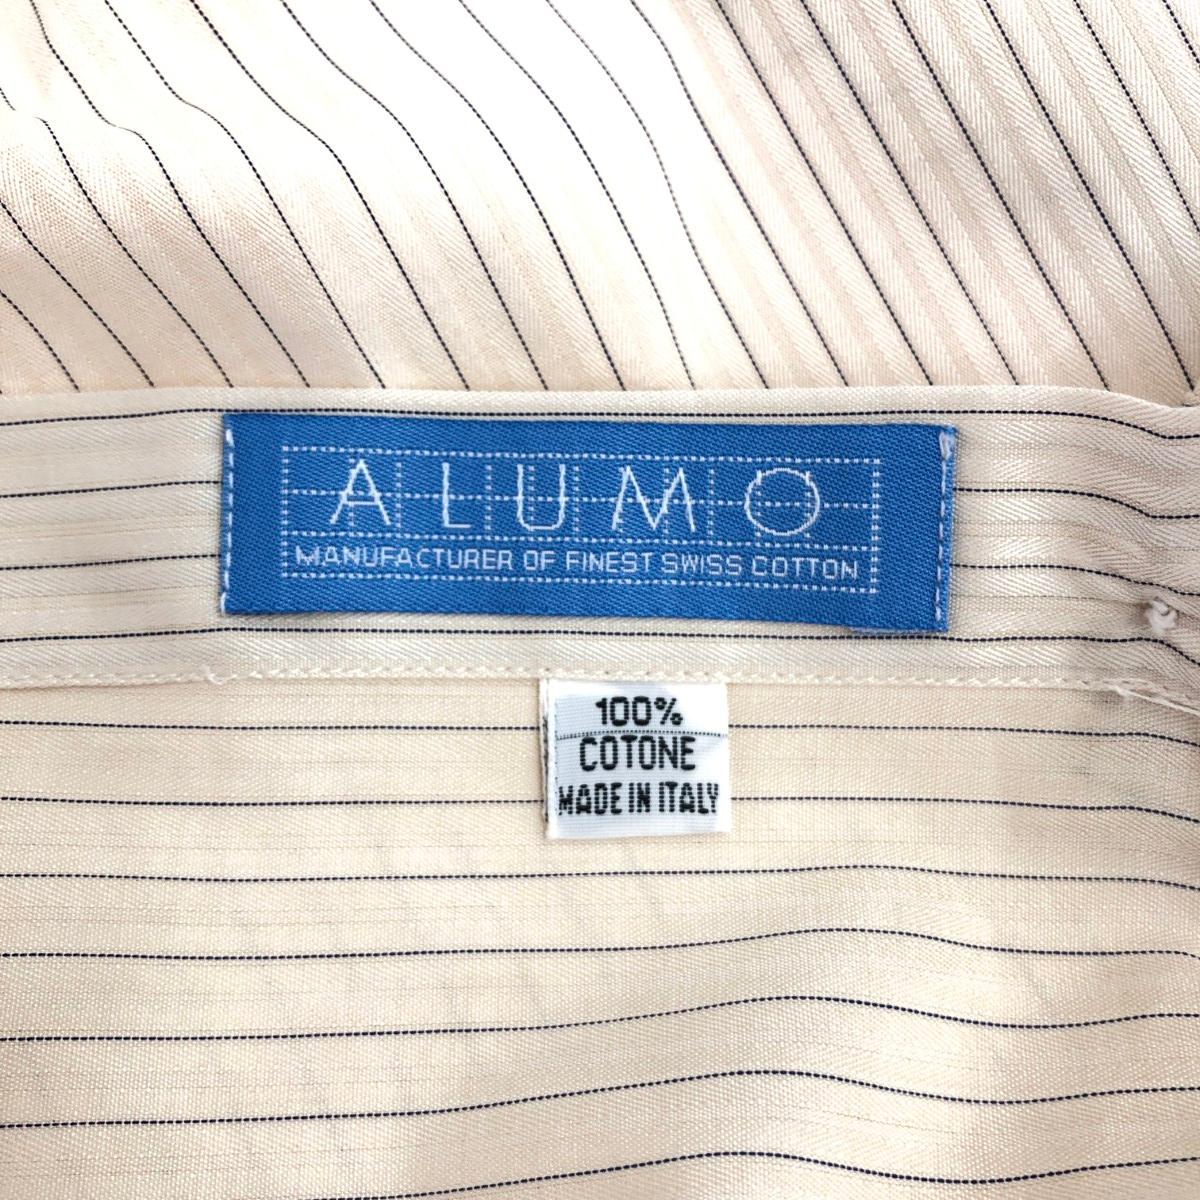 ALUMO
MANUFACTURER OF FINEST SWISS COTTON
100%
COTONE
MADE IN ITALY